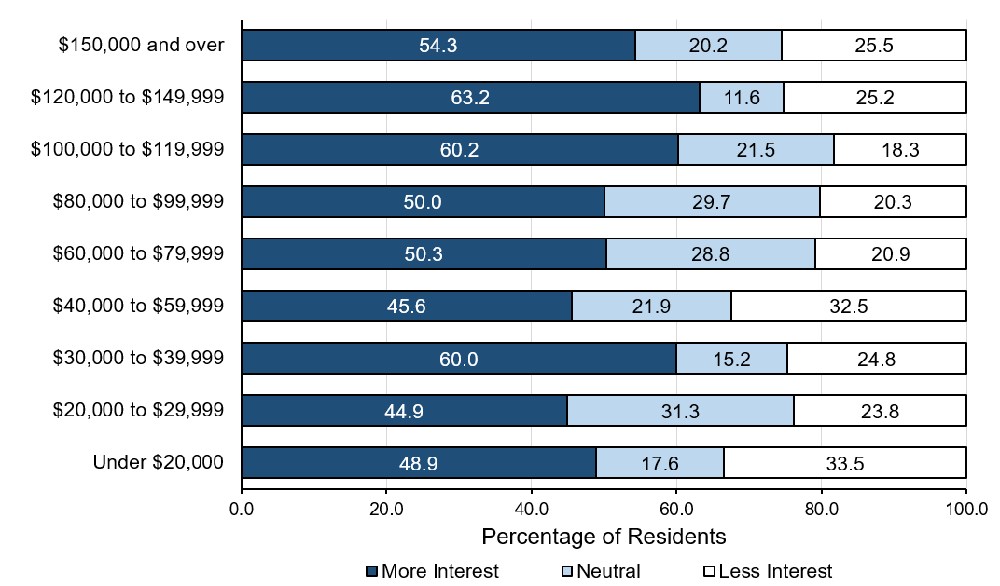 $150,000 and over 54.3 20.2 25.5
$120,000 to $149,999 63.2 11.6 25.2
$100,000 to $119,999 60.2 21.5 18.3
$80,000 to $99,999 50.0 29.7 20.3
$60,000 to $79,999 50.3 28.8 20.9
$40,000 to $59,999 45.6 21.9 32.5
$30,000 to $39,999 60.0 15.2 24.8
$20,000 to $29,999 44.9 31.3 23.8
Under $20,000 48.9 17.6 33.5
0.0 20.0 40.0 60.0 80.0 100.0
Percentage of Residents
More Interest Neutral Less Interest